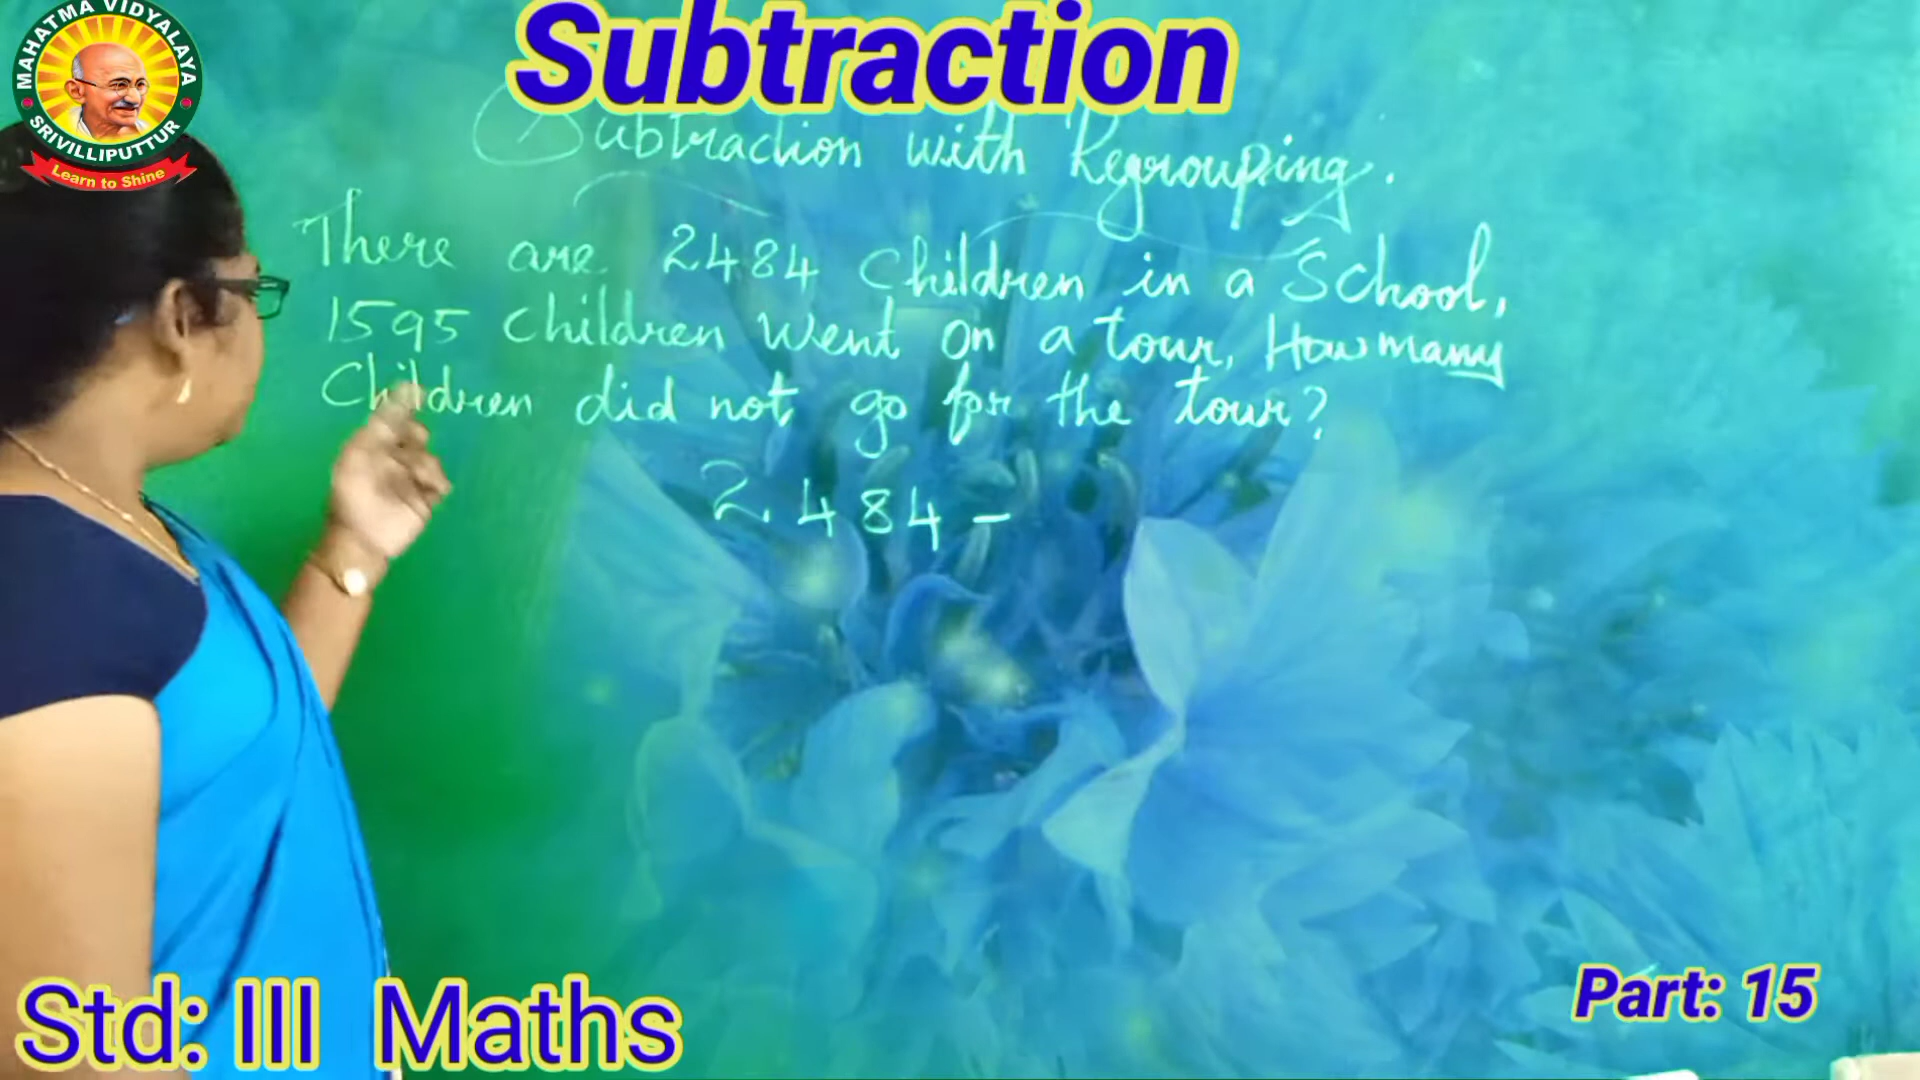 MAHATMA VIDYALAYA
SRIVILLIPUTTUR
Learn to Shine
Subtraction
Subtraction with Regrouping.
There are 2484 Children in a School,
1595 Children went on a tour, How many
Children did not go for the tour?
2484 -
Std: III Maths
Part: 15